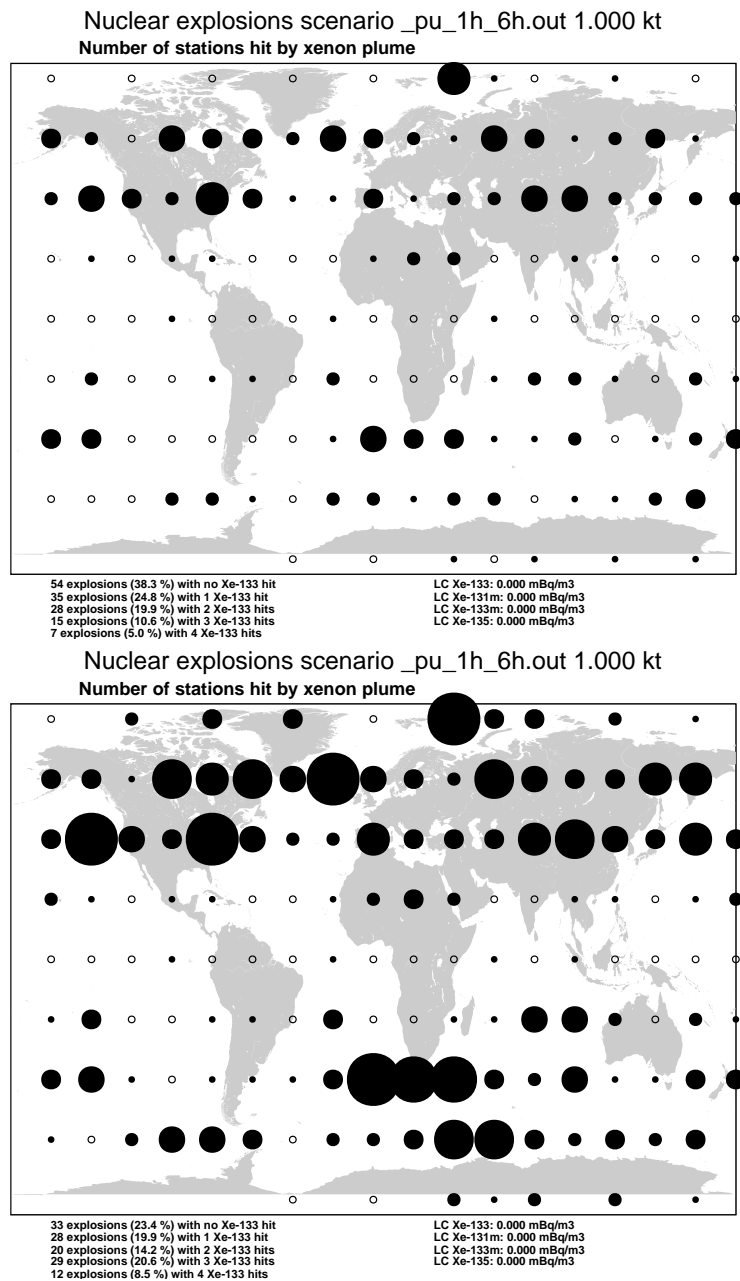 Nuclear explosions scenario _pu_1h_6h.out 1.000 kt
Number of stations hit by xenon plume
54 explosions (38.3 %) with no Xe-133 hit
35 explosions (24.8 %) with 1 Xe-133 hit
28 explosions (19.9 %) with 2 Xe-133 hits
15 explosions (10.6 %) with 3 Xe-133 hits
7 explosions (5.0 %) with 4 Xe-133 hits
LC Xe-133: 0.000 mBq/m3
LC Xe-131m: 0.000 mBq/m3
LC Xe-133m: 0.000 mBq/m3
LC Xe-135: 0.000 mBq/m3
Nuclear explosions scenario _pu_1h_6h.out 1.000 kt
Number of stations hit by xenon plume
33 explosions (23.4 %) with no Xe-133 hit
28 explosions (19.9 %) with 1 Xe-133 hit
20 explosions (14.2 %) with 2 Xe-133 hits
29 explosions (20.6 %) with 3 Xe-133 hits
12 explosions (8.5 %) with 4 Xe-133 hits
LC Xe-133: 0.000 mBq/m3
LC Xe-131m: 0.000 mBq/m3
LC Xe-133m: 0.000 mBq/m3
LC Xe-135: 0.000 mBq/m3